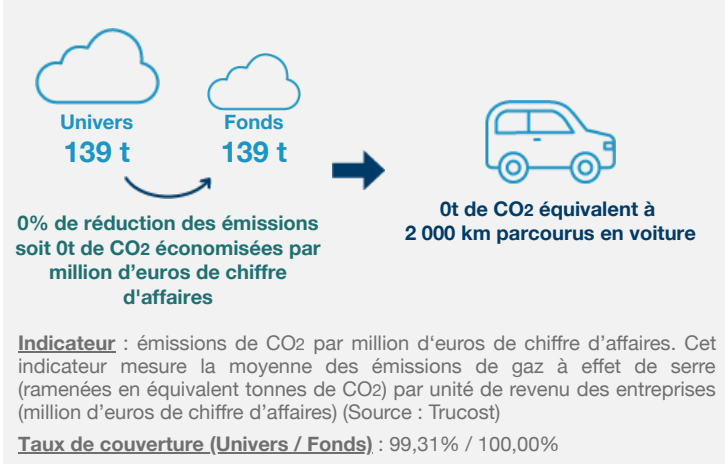 Univers
139 t
Fonds
139 t
0% de réduction des émissions
soit 0t de CO2 économisées par
million d’euros de chiffre
d'affaires
0t de CO2 équivalent à
2 000 km parcourus en voiture
Indicateur : émissions de CO2 par million d‘euros de chiffre d’affaires. Cet
indicateur mesure la moyenne des émissions de gaz à effet de serre
(ramenées en équivalent tonnes de CO2) par unité de revenu des entreprises
(million d’euros de chiffre d’affaires) (Source : Trucost)
Taux de couverture (Univers / Fonds) : 99,31% / 100,00%